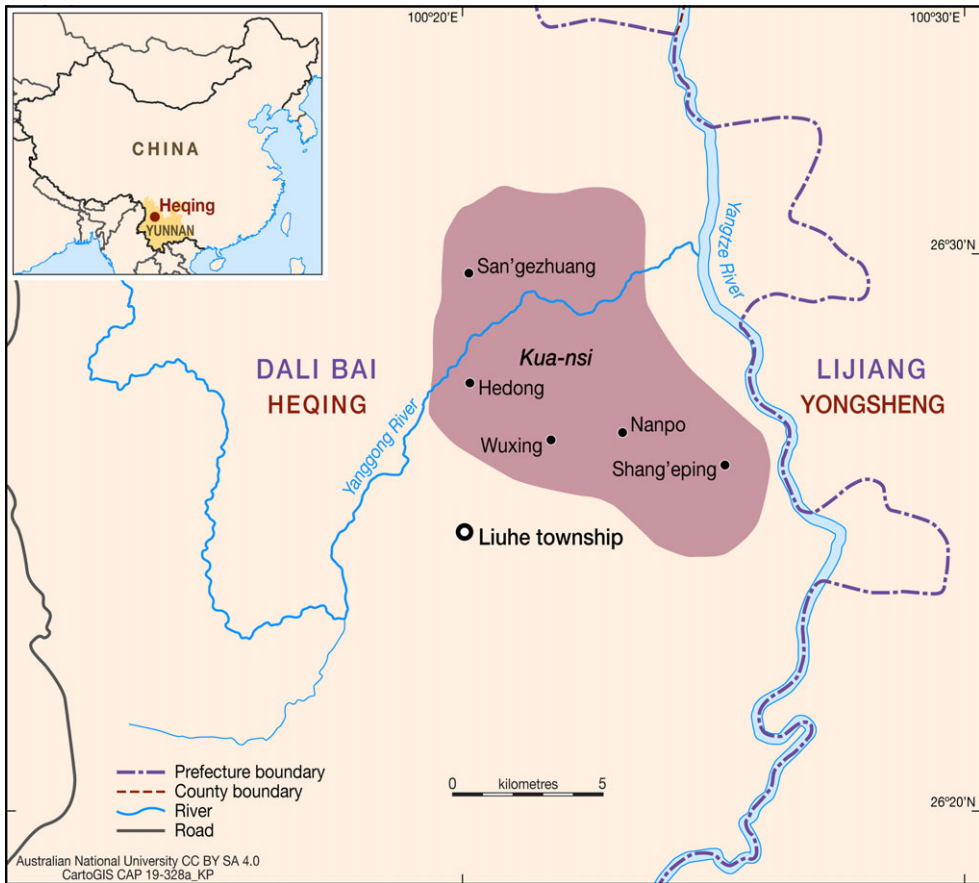 100°20'E
100°30'E
CHINA
Heqing
YUNNAN
Yangtze River
26°30'N
San'gezhuang
Kua-nsi
DALI BAI
HEQING
LIJIANG
YONGSHENG
Hedong
Yanggong River
Wuxing
Nanpo
Shang'eping
Liuhe township
Prefecture boundary
County boundary
River
Road
0 kilometres 5
26°20'N
Australian National University CC BY SA 4.0
CartoGIS CAP 19-328a_KP